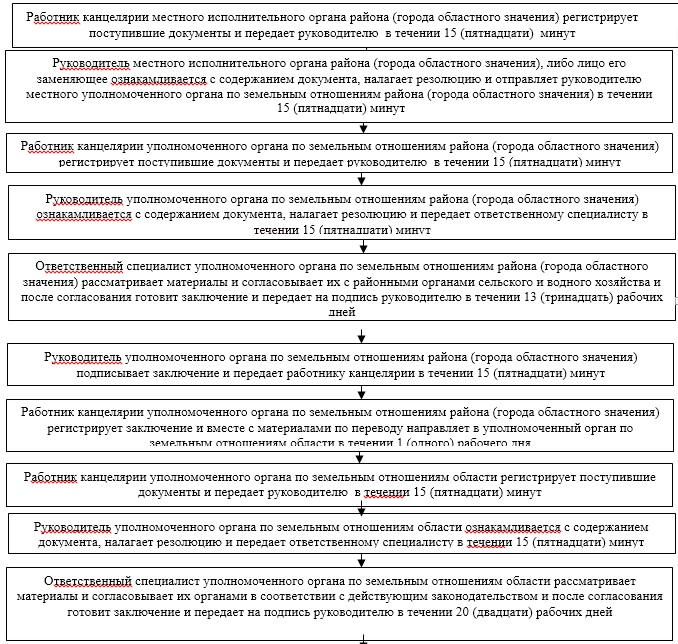 Работник канцелярии местного исполнительного органа района (города областного значения) регистрирует
поступившие документы и передает руководителю в течении 15 (пятнадцати) минут
Руководитель местного исполнительного органа района (города областного значения), либо лицо его
заменяющее ознакамливается с содержанием документа, налагает резолюцию и отправляет руководителю
местного уполномоченного органа по земельным отношениям района (города областного значения) в течении
15 (пятнадцати) минут
Работник канцелярии уполномоченного органа по земельным отношениям района (города областного значения)
регистрирует поступившие документы и передает руководителю в течении 15 (пятнадцати) минут
Руководитель уполномоченного органа по земельным отношениям района (города областного значения)
ознакамливается с содержанием документа, налагает резолюцию и передает ответственному специалисту в
течении 15 (пятнадцати) минут
Ответственный специалист уполномоченного органа по земельным отношениям района (города областного
значения) рассматривает материалы и согласовывает их с районными органами сельского и водного хозяйства и
после согласования готовит заключение и передает на подпись руководителю в течении 13 (тринадцать) рабочих
дней
Руководитель уполномоченного органа по земельным отношениям района (города областного значения)
подписывает заключение и передает работнику канцелярии в течении 15 (пятнадцати) минут
Работник канцелярии уполномоченного органа по земельным отношениям района (города областного значения)
регистрирует заключение и вместе с материалами по переводу направляет в уполномоченный орган по
земельным отношениям области в течении 1 (одного) рабочего дня
Работник канцелярии уполномоченного органа по земельным отношениям области регистрирует поступившие
документы и передает руководителю в течении 15 (пятнадцати) минут
Руководитель уполномоченного органа по земельным отношениям области ознакамливается с содержанием
документа, налагает резолюцию и передает ответственному специалисту в течении 15 (пятнадцати) минут
Ответственный специалист уполномоченного органа по земельным отношениям области рассматривает
материалы и согласовывает их органами в соответствии с действующим законодательством и после согласования
готовит заключение и передает на подпись руководителю в течении 20 (двадцати) рабочих дней